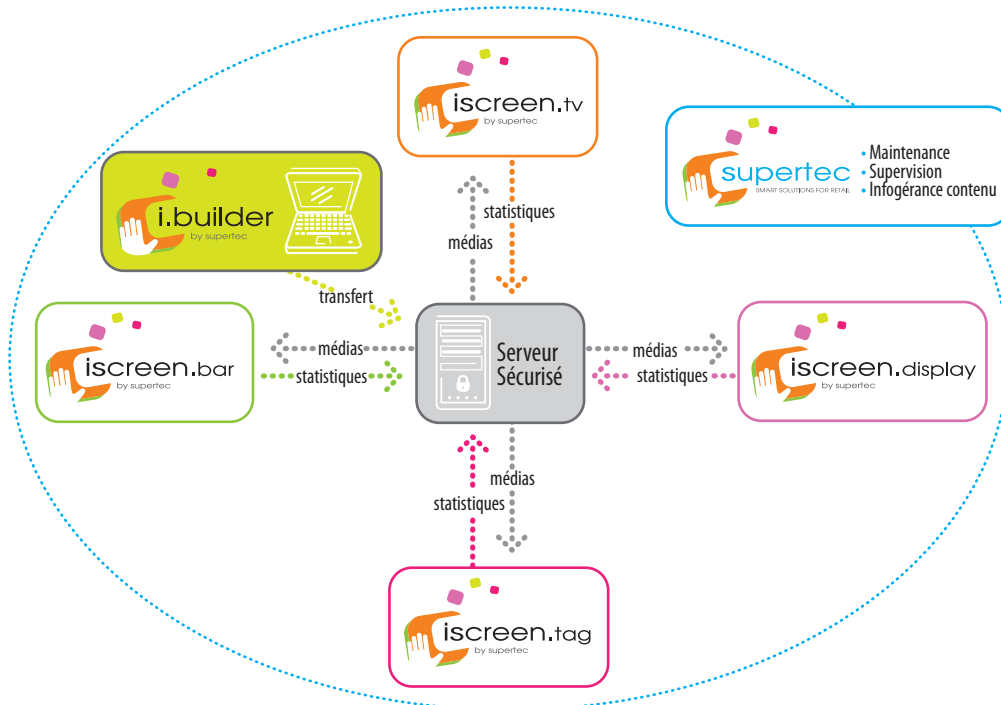 iscreen.tv
by supertec
supertec
SMART SOLUTIONS FOR RETAIL
• Maintenance
• Supervision
• Infogérance contenu
i.builder
by supertec
statistiques
médias
transfert
iscreen.bar
by supertec
médias
statistiques
Serveur
Sécurisé
médias
statistiques
iscreen.display
by supertec
médias
statistiques
iscreen.tag
by supertec